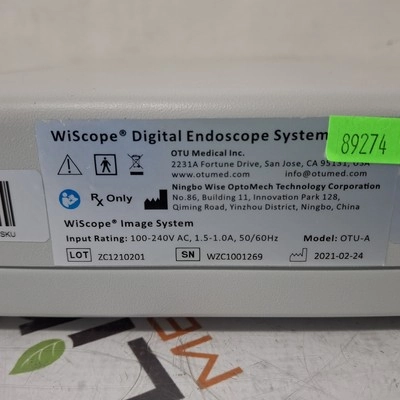 WiScope® Digital Endoscope System
89274
OTU Medical Inc.
2231A Fortune Drive, San Jose, CA 95131, USA
www.otumed.com info@otumed.com
Ningbo Wise OptoMech Technology Corporation
No.86, Building 11, Innovation Park 128,
Qiming Road, Yinzhou District, Ningbo, China
Rx Only
WiScope® Image System
Input Rating: 100-240V AC, 1.5-1.0A, 50/60Hz Model: OTU-A
LOT ZC1210201 SN WZC1001269 2021-02-24